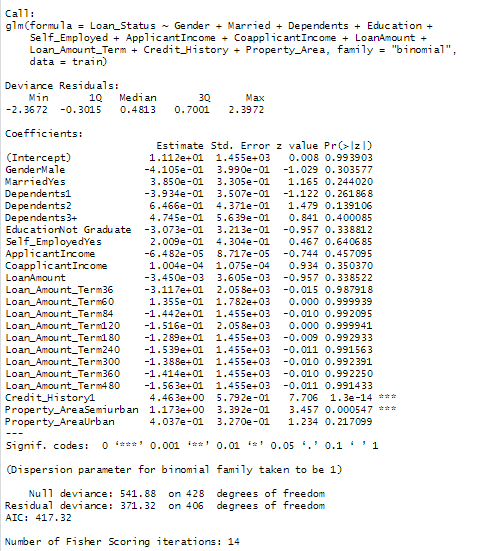 Call:
glm(formula = Loan_Status ~ Gender + Married + Dependents + Education +
Self_Employed + ApplicantIncome + CoapplicantIncome + LoanAmount +
Loan_Amount_Term + Credit_History + Property_Area, family = "binomial",
data = train)
Deviance Residuals:
Min 1Q Median 3Q Max
-2.3672 -0.3015 0.4813 0.7001 2.3972
Coefficients:
Estimate Std. Error z value Pr(>|z|)
(Intercept) 1.112e+01 1.455e+03 0.008 0.993903
GenderMale -4.105e-01 3.990e-01 -1.029 0.303577
MarriedYes 3.850e-01 3.305e-01 1.165 0.244020
Dependents1 -3.934e-01 3.507e-01 -1.122 0.261868
Dependents2 6.466e-01 4.371e-01 1.479 0.139106
Dependents3+ 4.745e-01 5.639e-01 0.841 0.400085
EducationNot Graduate -3.073e-01 3.213e-01 -0.957 0.338812
Self_EmployedYes 2.009e-01 4.304e-01 0.467 0.640685
ApplicantIncome -6.482e-05 8.717e-05 -0.744 0.457095
CoapplicantIncome 1.004e-04 1.075e-04 0.934 0.350370
LoanAmount -3.450e-03 3.605e-03 -0.957 0.338522
Loan_Amount_Term36 -3.117e+01 2.058e+03 -0.015 0.987918
Loan_Amount_Term60 1.355e-01 1.782e+03 0.000 0.999939
Loan_Amount_Term84 -1.442e+01 1.455e+03 -0.010 0.992095
Loan_Amount_Term120 -1.516e-01 2.058e+03 0.000 0.999941
Loan_Amount_Term180 -1.289e+01 1.455e+03 -0.009 0.992933
Loan_Amount_Term240 -1.539e+01 1.455e+03 -0.011 0.991563
Loan_Amount_Term300 -1.388e+01 1.455e+03 -0.010 0.992391
Loan_Amount_Term360 -1.414e+01 1.455e+03 -0.010 0.992250
Loan_Amount_Term480 -1.563e+01 1.455e+03 -0.011 0.991433
Credit_History1 4.463e+00 5.792e-01 7.706 1.3e-14 ***
Property_AreaSemiurban 1.173e+00 3.392e-01 3.457 0.000547 ***
Property_AreaUrban 4.037e-01 3.270e-01 1.234 0.217099
---
Signif. codes: 0 ‘***’ 0.001 ‘**’ 0.01 ‘*’ 0.05 ‘.’ 0.1 ‘ ’ 1
(Dispersion parameter for binomial family taken to be 1)
Null deviance: 541.88 on 428 degrees of freedom
Residual deviance: 371.32 on 406 degrees of freedom
AIC: 417.32
Number of Fisher Scoring iterations: 14